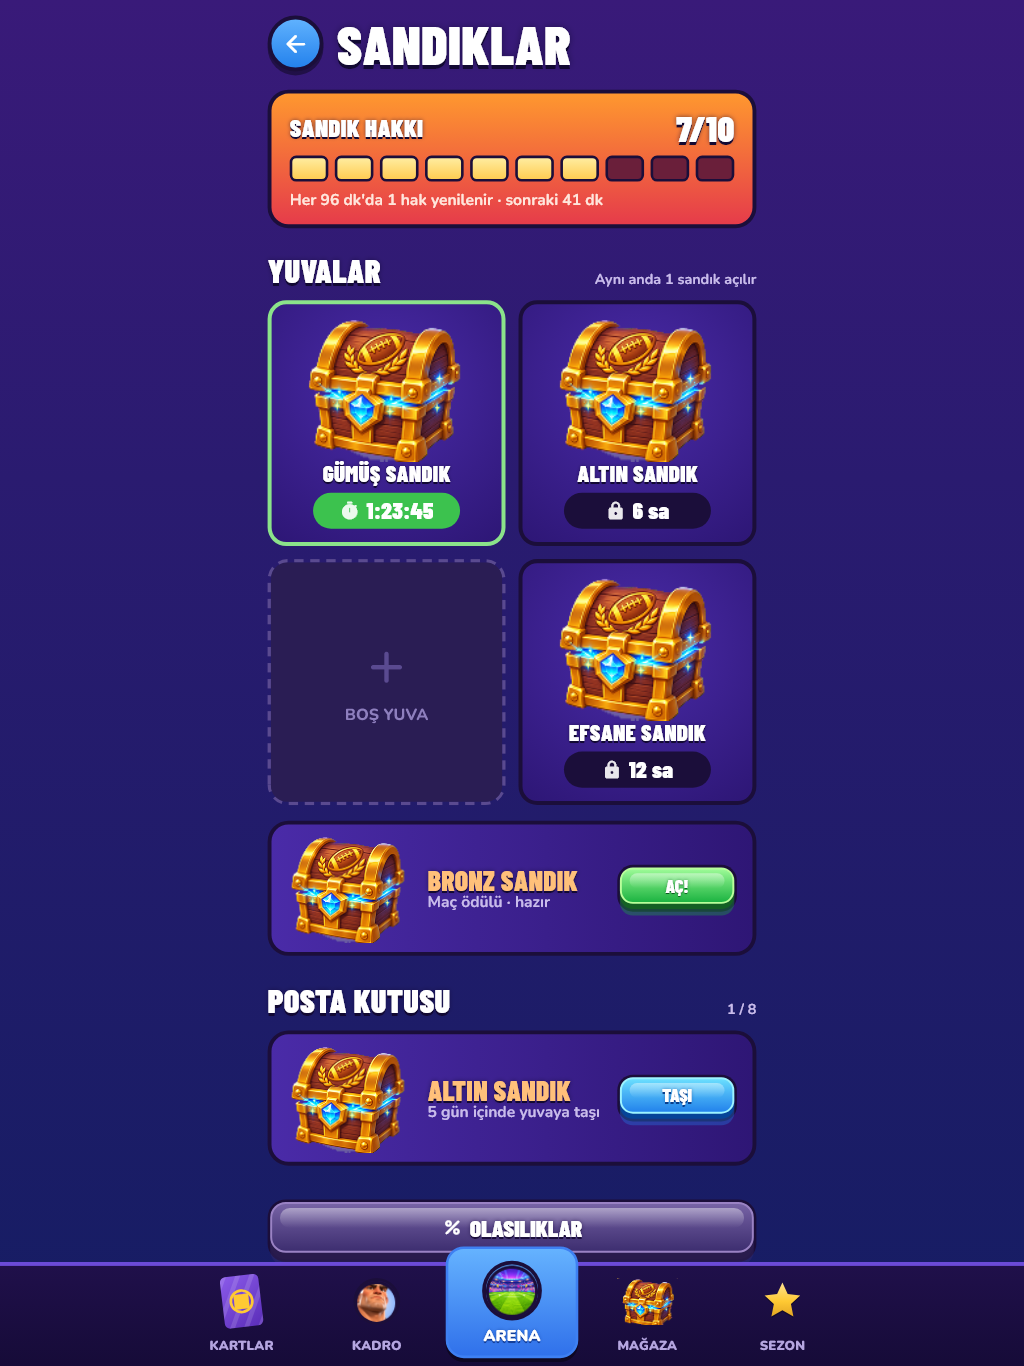 SANDIKLAR
SANDIK HAKKI
7/10
Her 96 dk'da 1 hak yenilenir · sonraki 41 dk
YUVALAR
Aynı anda 1 sandık açılır
GÜMÜŞ SANDIK
1:23:45
ALTIN SANDIK
6 sa
BOŞ YUVA
EFSANE SANDIK
12 sa
BRONZ SANDIK
Maç ödülü · hazır
AÇ!
POSTA KUTUSU
1 / 8
ALTIN SANDIK
5 gün içinde yuvaya taşı
TAŞI
% OLASILIKLAR
KARTLAR
KADRO
ARENA
MAĞAZA
SEZON